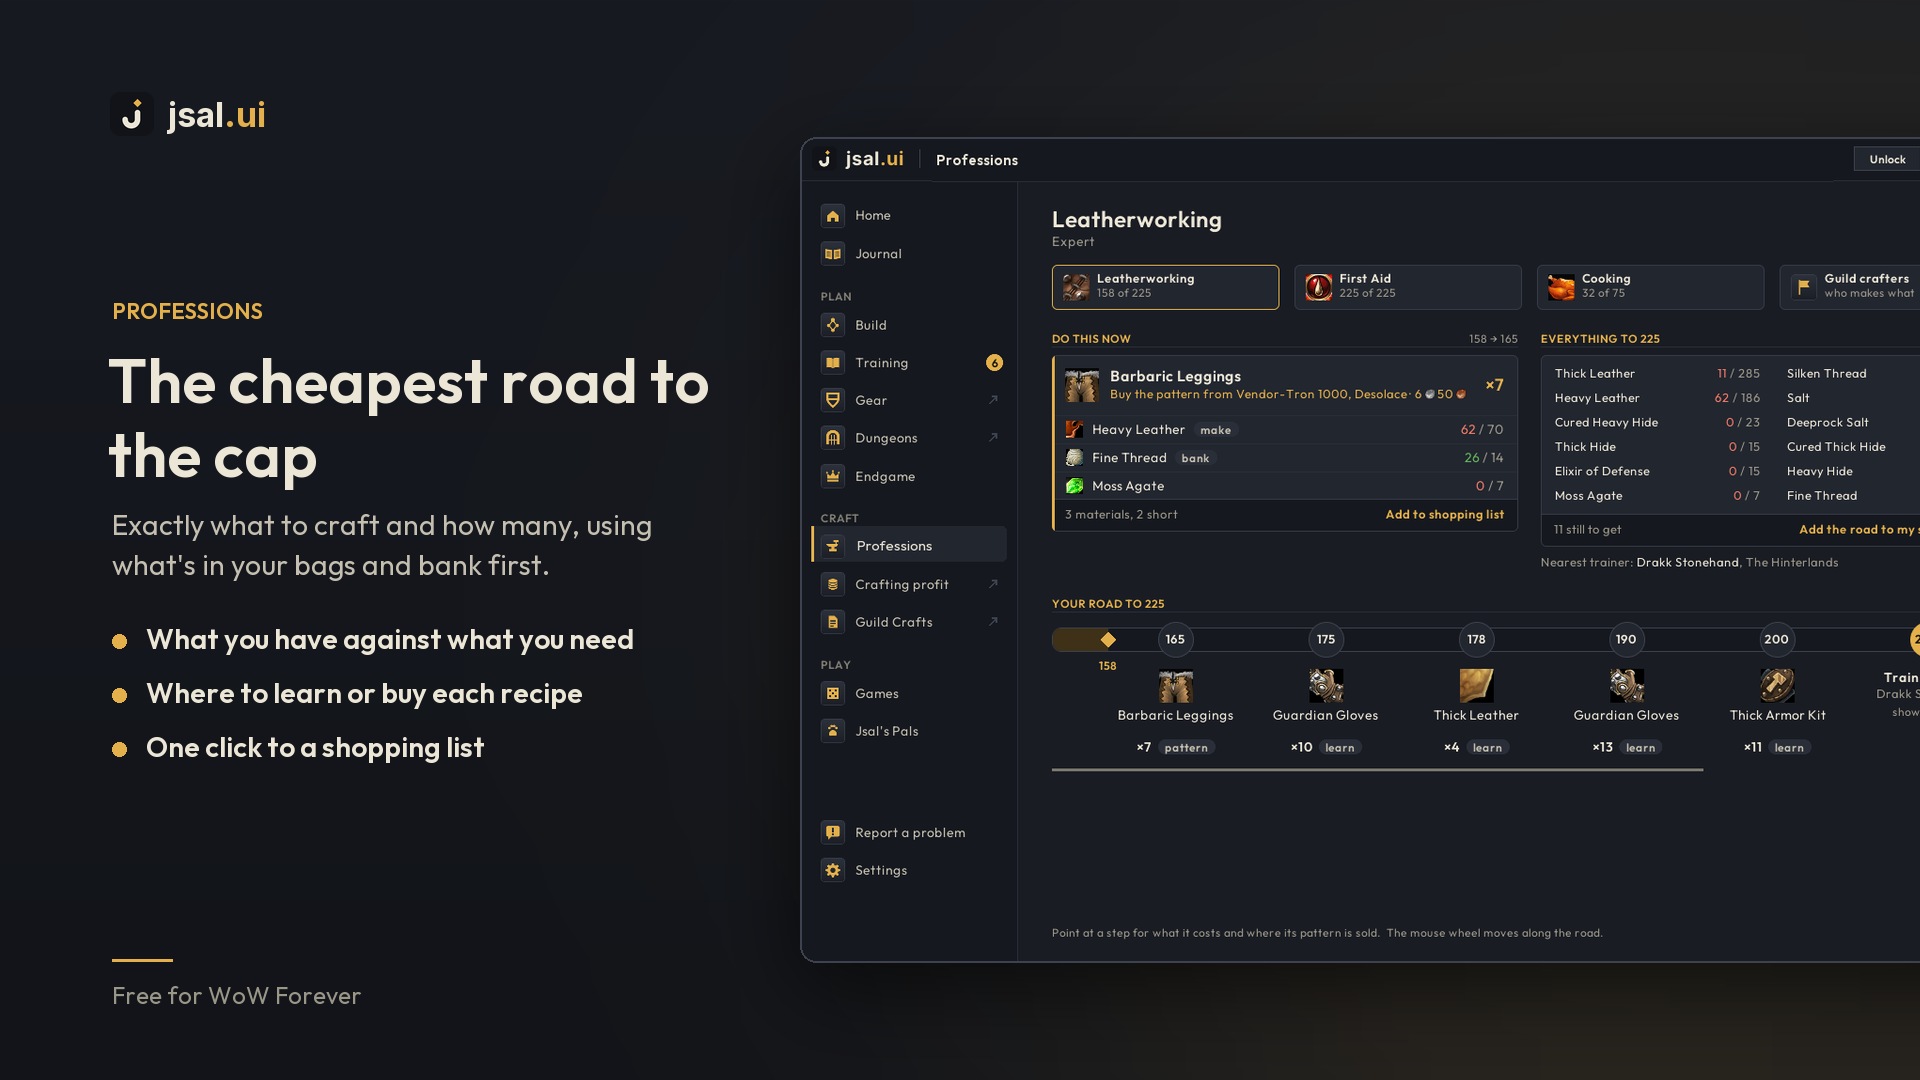 jsal.ui
PROFESSIONS
The cheapest road to
the cap
Exactly what to craft and how many, using
what's in your bags and bank first.
What you have against what you need
Where to learn or buy each recipe
One click to a shopping list
Free for WoW Forever
jsal.ui Professions
Unlock
Home
Journal
PLAN
Build
Training 6
Gear
Dungeons
Endgame
CRAFT
Professions
Crafting profit
Guild Crafts
PLAY
Games
Jsal's Pals
Report a problem
Settings
Leatherworking
Expert
Leatherworking
158 of 225
First Aid
225 of 225
Cooking
32 of 75
Guild crafters
who makes what
DO THIS NOW 158 → 165
Barbaric Leggings
Buy the pattern from Vendor-Tron 1000, Desolace · 6 50
×7
Heavy Leather make 62 / 70
Fine Thread bank 26 / 14
Moss Agate 0 / 7
3 materials, 2 short Add to shopping list
EVERYTHING TO 225
Thick Leather 11 / 285 Silken Thread
Heavy Leather 62 / 186 Salt
Cured Heavy Hide 0 / 23 Deeprock Salt
Thick Hide 0 / 15 Cured Thick Hide
Elixir of Defense 0 / 15 Heavy Hide
Moss Agate 0 / 7 Fine Thread
11 still to get Add the road to my s
Nearest trainer: Drakk Stonehand, The Hinterlands
YOUR ROAD TO 225
158 165 175 178 190 200 2
Barbaric Leggings
×7 pattern
Guardian Gloves
×10 learn
Thick Leather
×4 learn
Guardian Gloves
×13 learn
Thick Armor Kit
×11 learn
Train
Drakk S
show
Point at a step for what it costs and where its pattern is sold. The mouse wheel moves along the road.